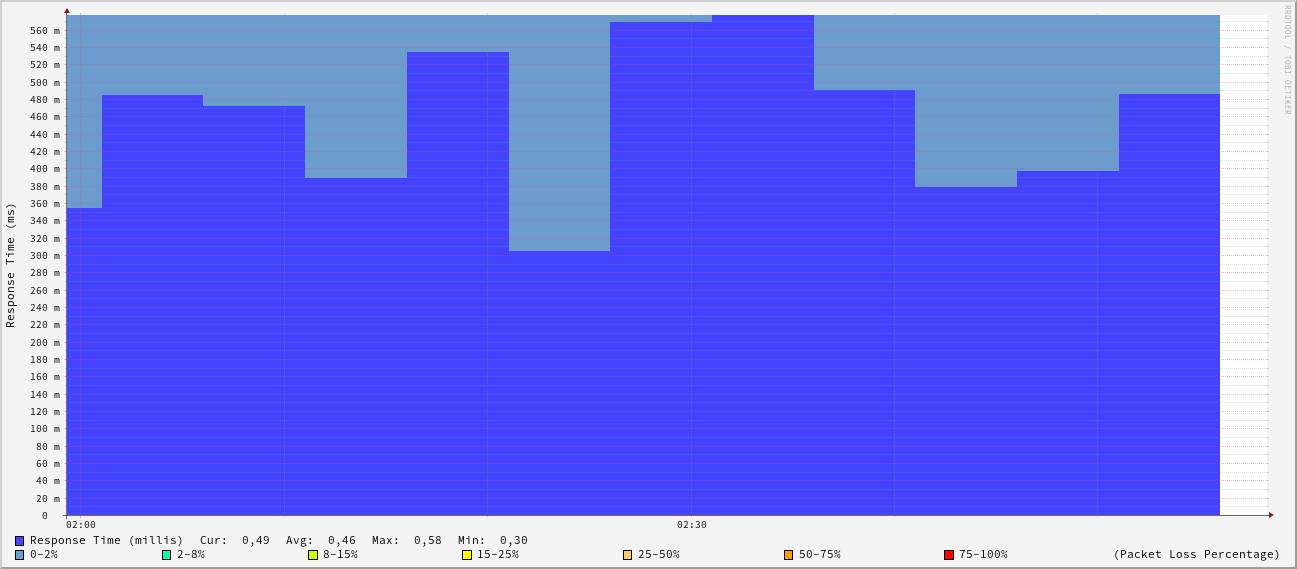 RRDTOOL / TOBI OETIKER
Response Time (ms)
560 m
540 m
520 m
500 m
480 m
460 m
440 m
420 m
400 m
380 m
360 m
340 m
320 m
300 m
280 m
260 m
240 m
220 m
200 m
180 m
160 m
140 m
120 m
100 m
80 m
60 m
40 m
20 m
0
02:00 02:30
Response Time (millis) Cur: 0,49 Avg: 0,46 Max: 0,58 Min: 0,30
0-2% 2-8% 8-15% 15-25% 25-50% 50-75% 75-100% (Packet Loss Percentage)